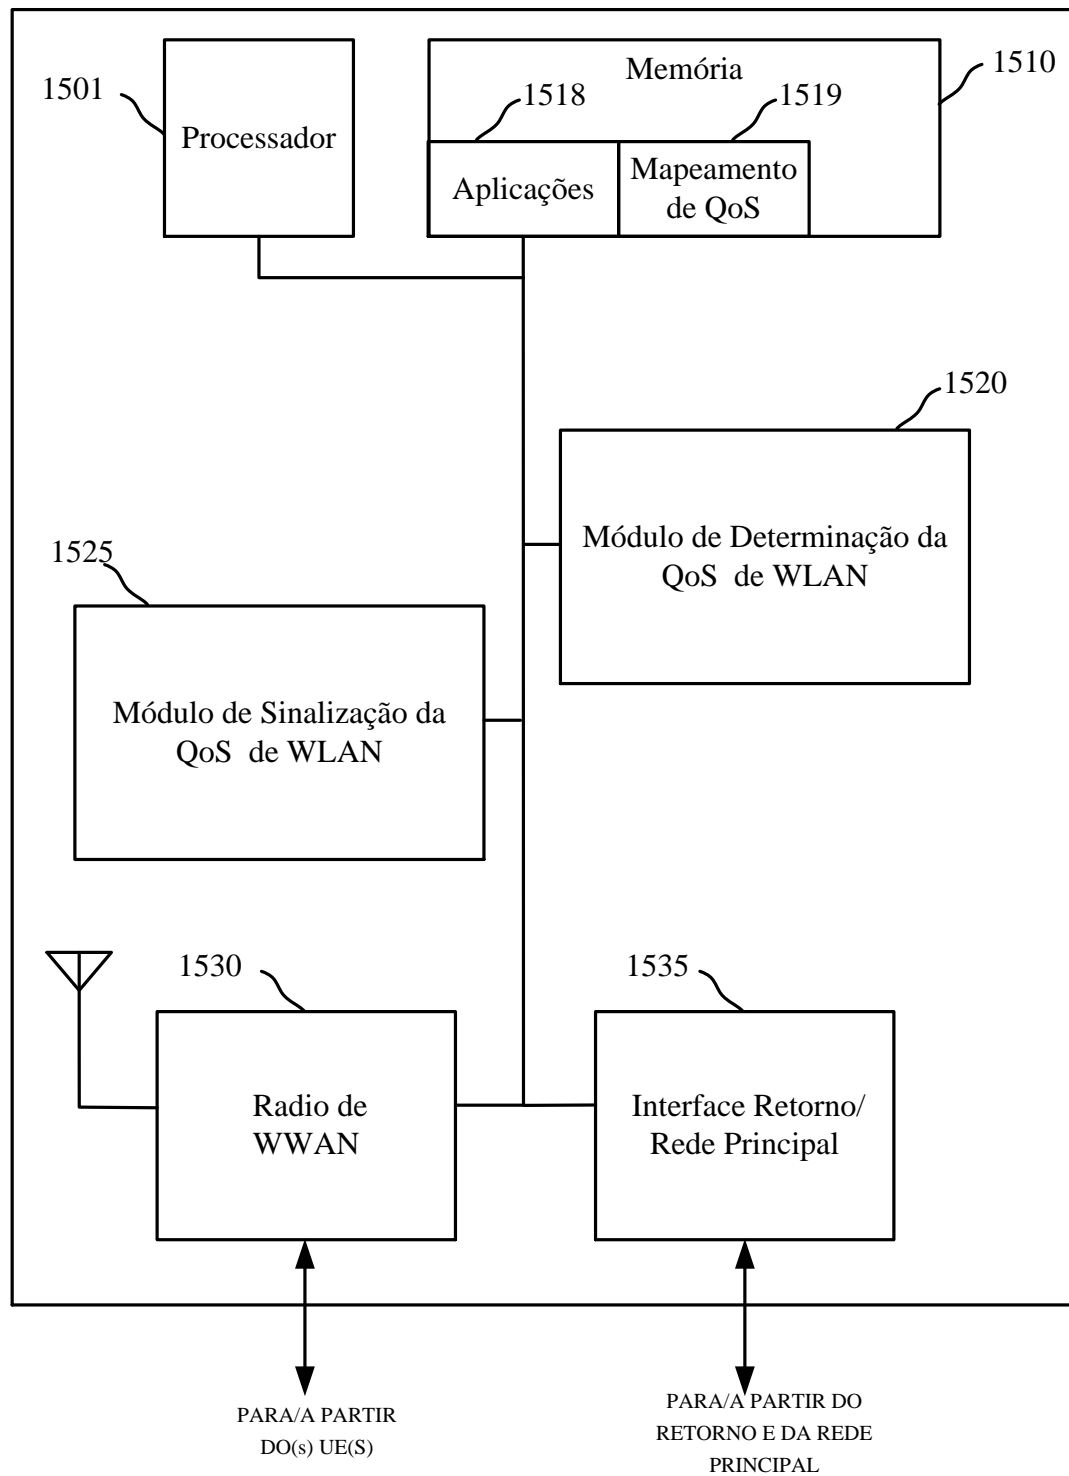 1501
Processador
Memória
1510
1518
1519
Aplicações
Mapeamento
de QoS
1520
Módulo de Determinação da
QoS de WLAN
1525
Módulo de Sinalização da
QoS de WLAN
1530
Radio de
WWAN
1535
Interface Retorno/
Rede Principal
PARA/A PARTIR
DO(s) UE(S)
PARA/A PARTIR DO
RETORNO E DA REDE
PRINCIPAL